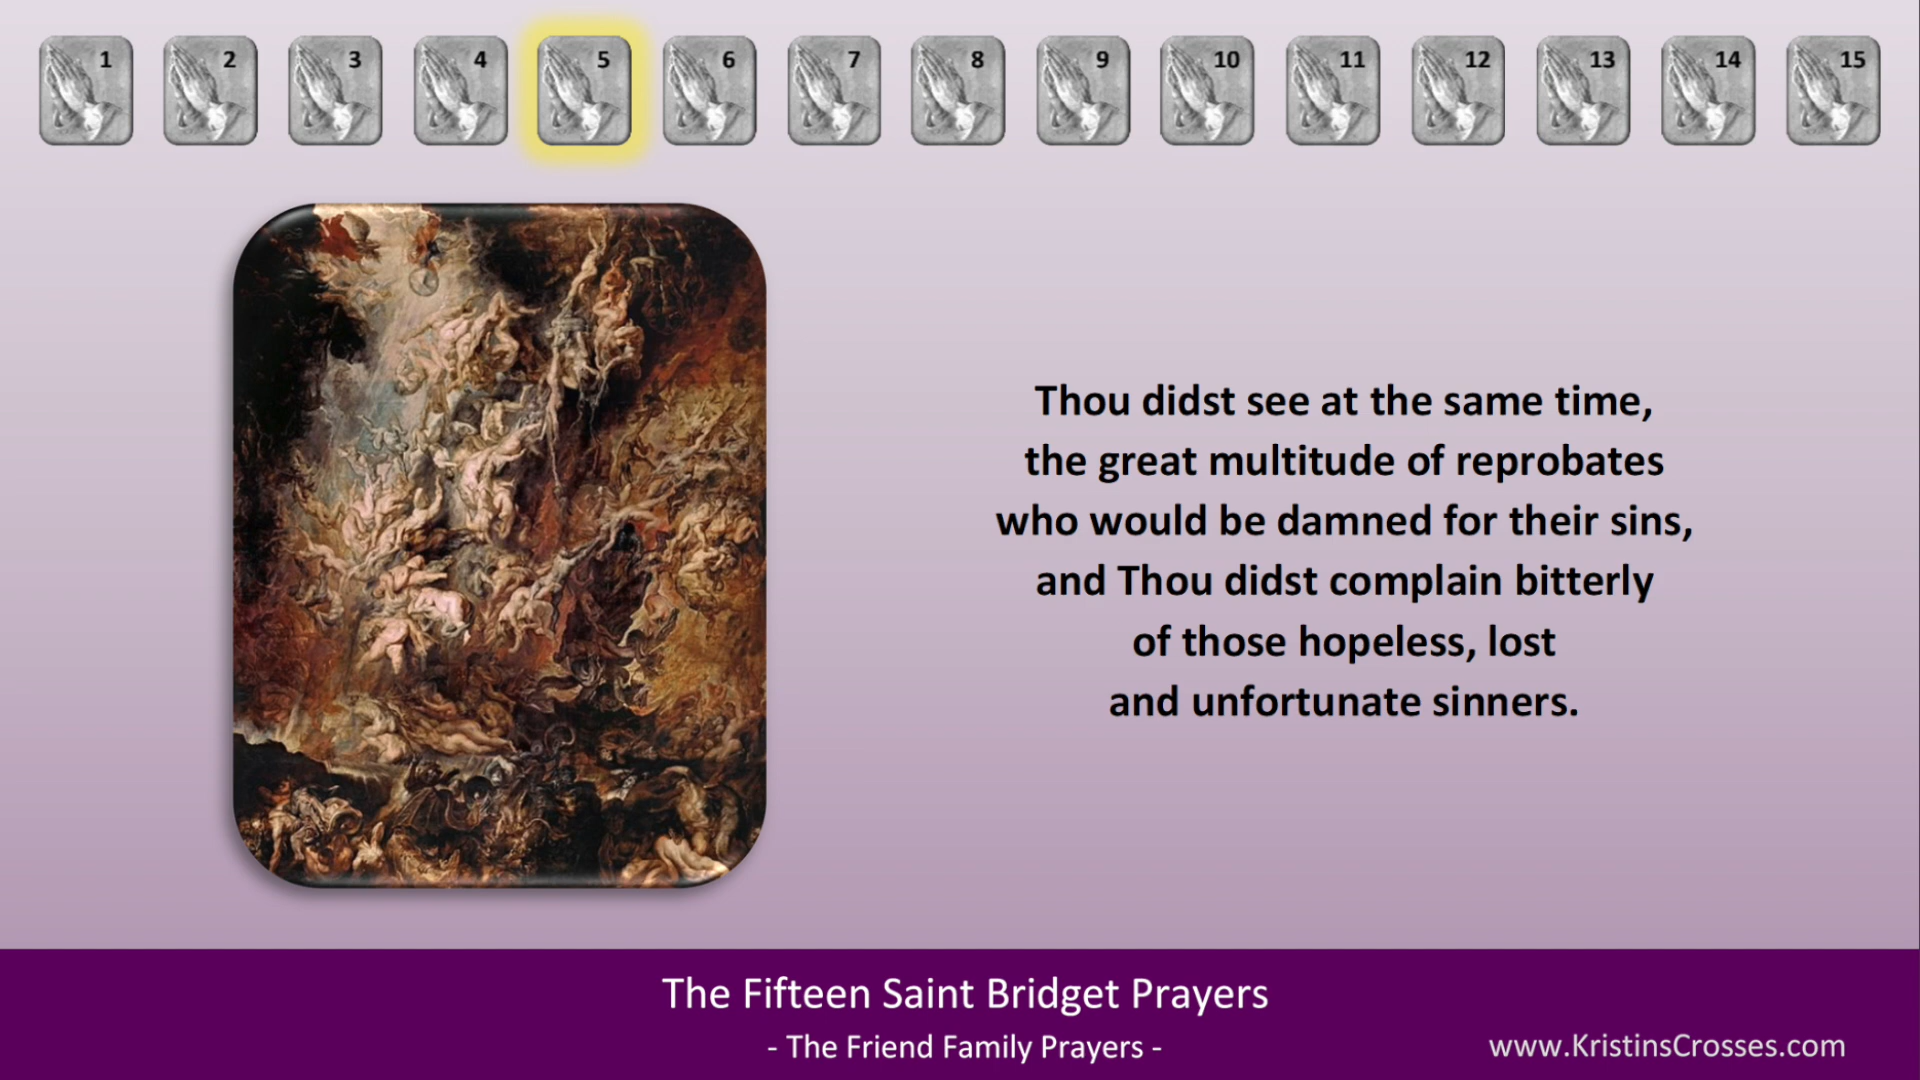 1 2 3 4 5 6 7 8 9 10 11 12 13 14 15
Thou didst see at the same time,
the great multitude of reprobates
who would be damned for their sins,
and Thou didst complain bitterly
of those hopeless, lost
and unfortunate sinners.
The Fifteen Saint Bridget Prayers
- The Friend Family Prayers -
www.KristinsCrosses.com